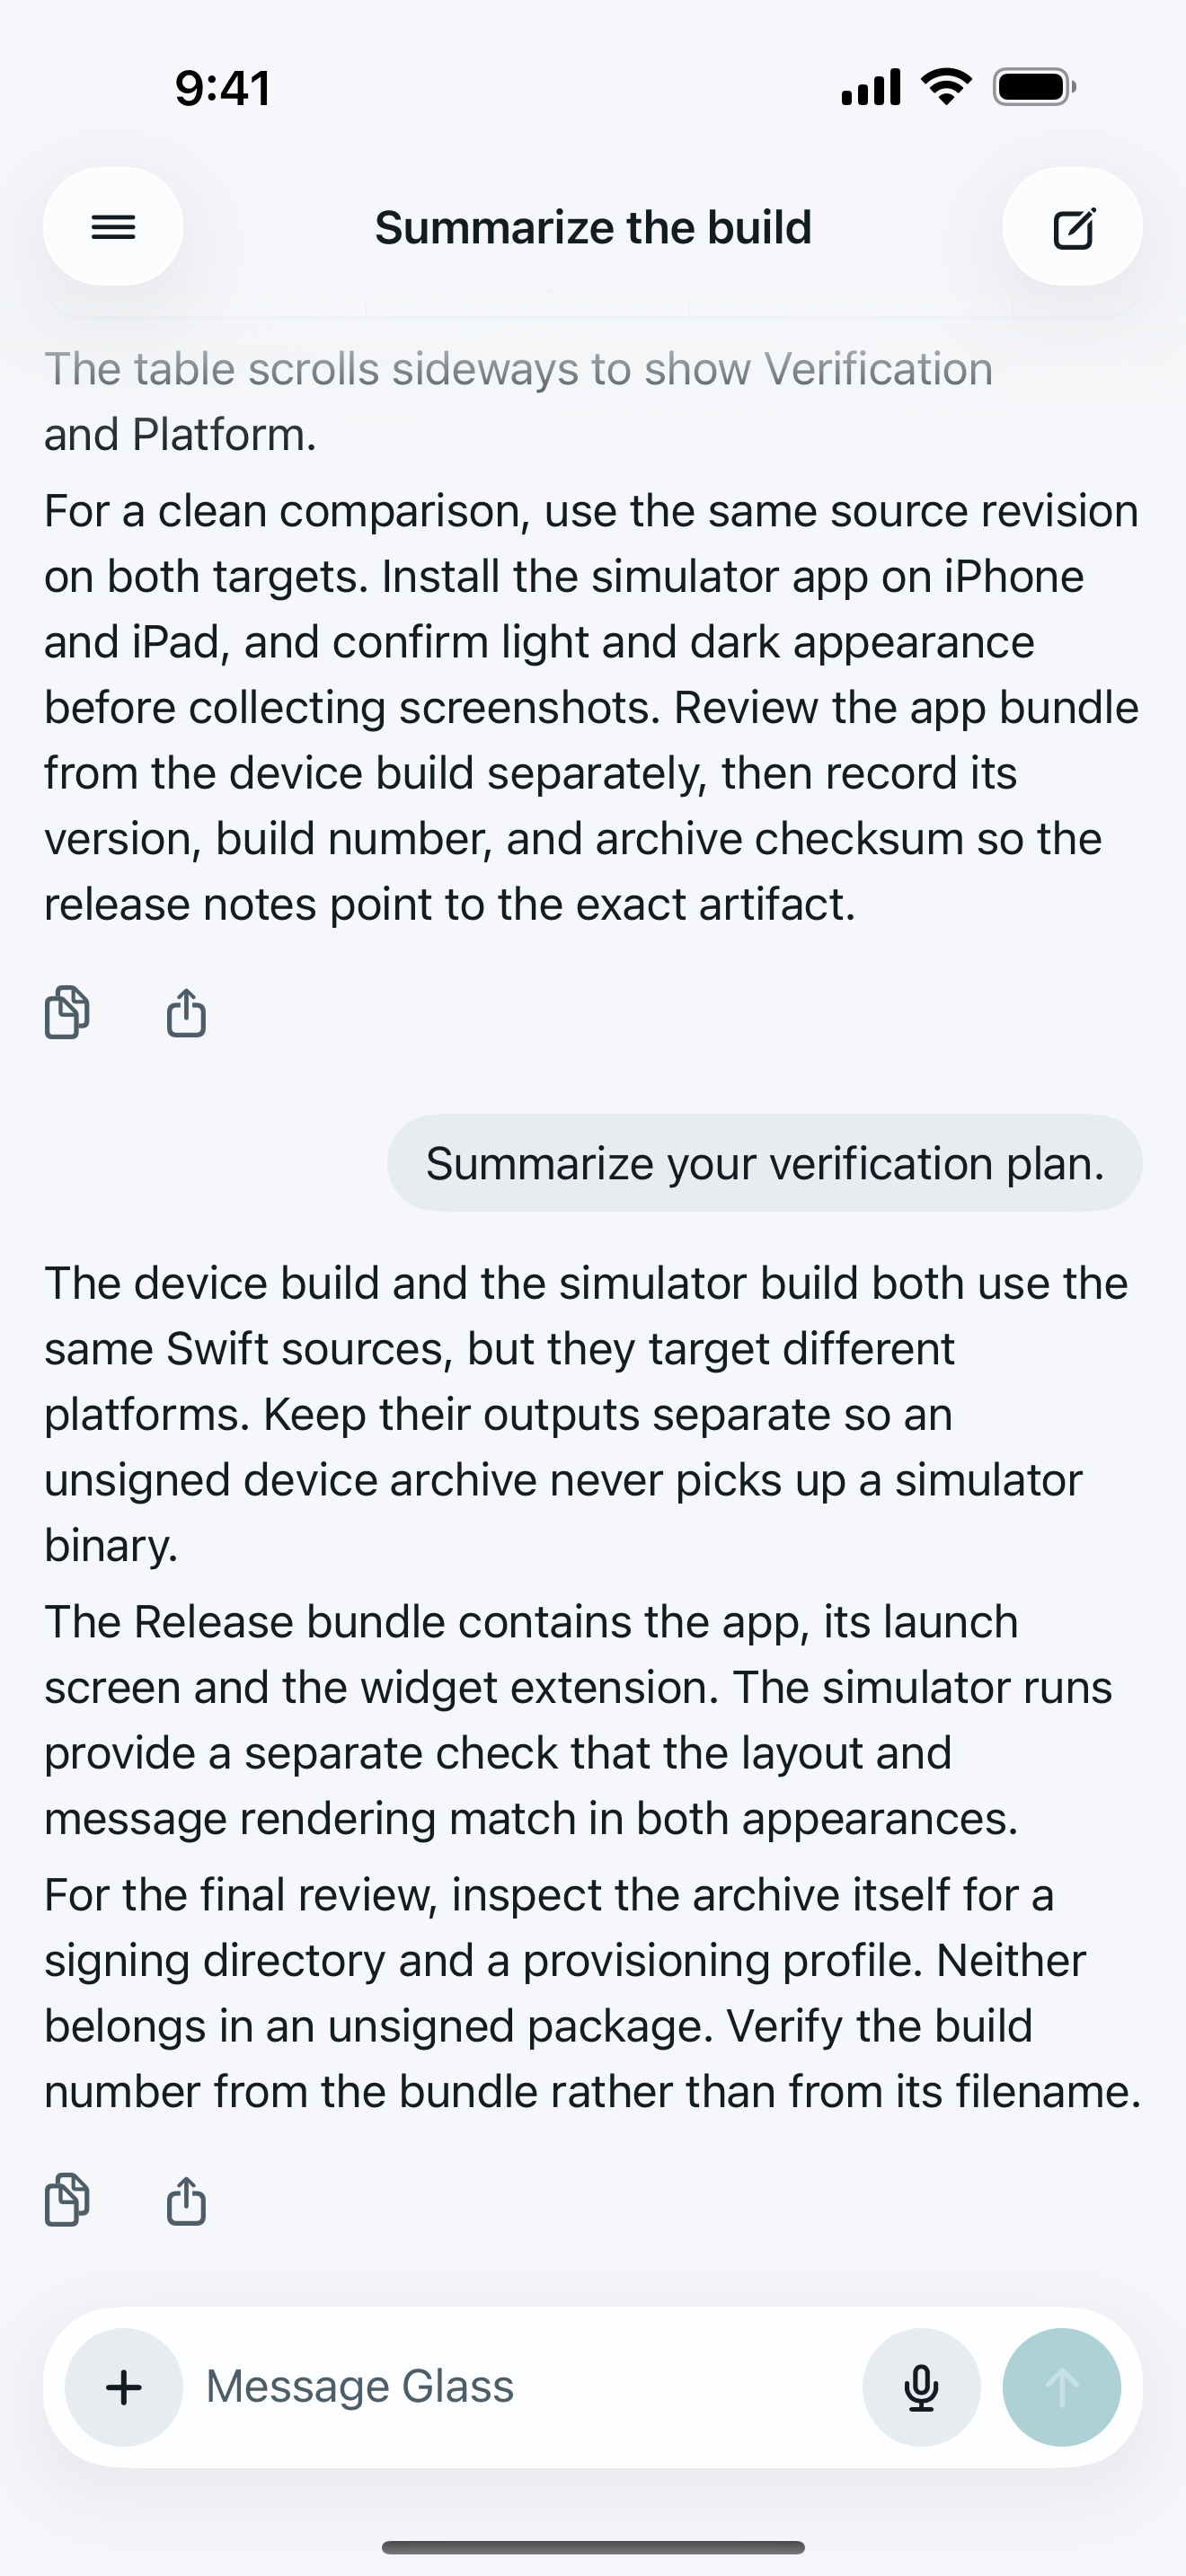 9:41
Summarize the build
The table scrolls sideways to show Verification
and Platform.
For a clean comparison, use the same source revision
on both targets. Install the simulator app on iPhone
and iPad, and confirm light and dark appearance
before collecting screenshots. Review the app bundle
from the device build separately, then record its
version, build number, and archive checksum so the
release notes point to the exact artifact.
Summarize your verification plan.
The device build and the simulator build both use the
same Swift sources, but they target different
platforms. Keep their outputs separate so an
unsigned device archive never picks up a simulator
binary.
The Release bundle contains the app, its launch
screen and the widget extension. The simulator runs
provide a separate check that the layout and
message rendering match in both appearances.
For the final review, inspect the archive itself for a
signing directory and a provisioning profile. Neither
belongs in an unsigned package. Verify the build
number from the bundle rather than from its filename.
Message Glass